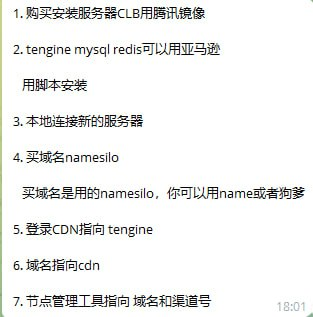 1. 购买安装服务器CLB用腾讯镜像
2. tengine mysql redis可以用亚马逊
用脚本安装
3. 本地连接新的服务器
4. 买域名namesilo
买域名是用的namesilo，你可以用name或者狗爹
5. 登录CDN指向 tengine
6. 域名指向cdn
7. 节点管理工具指向 域名和渠道号
18:01